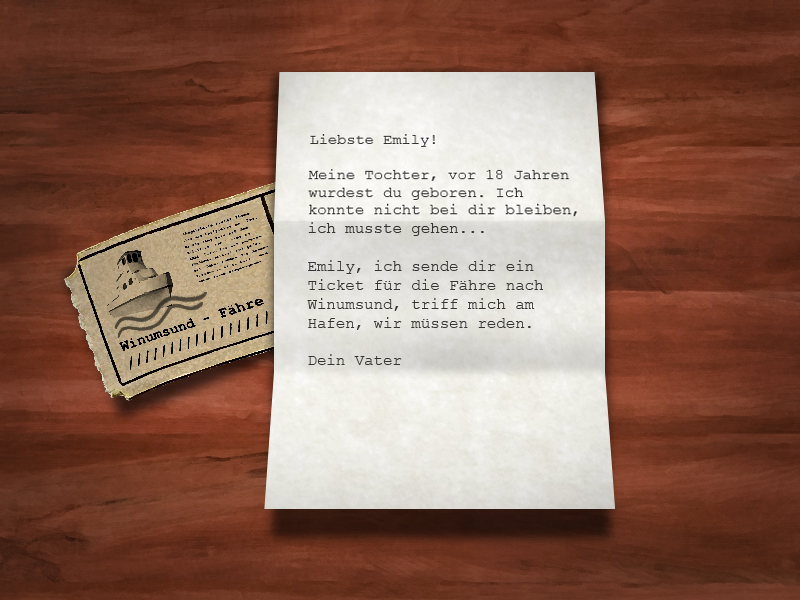 Liebste Emily!
Meine Tochter, vor 18 Jahren
wurdest du geboren. Ich
konnte nicht bei dir bleiben,
ich musste gehen...
Emily, ich sende dir ein
Ticket für die Fähre nach
Winumsund, triff mich am
Hafen, wir müssen reden.
Dein Vater
Winumsund - Fähre